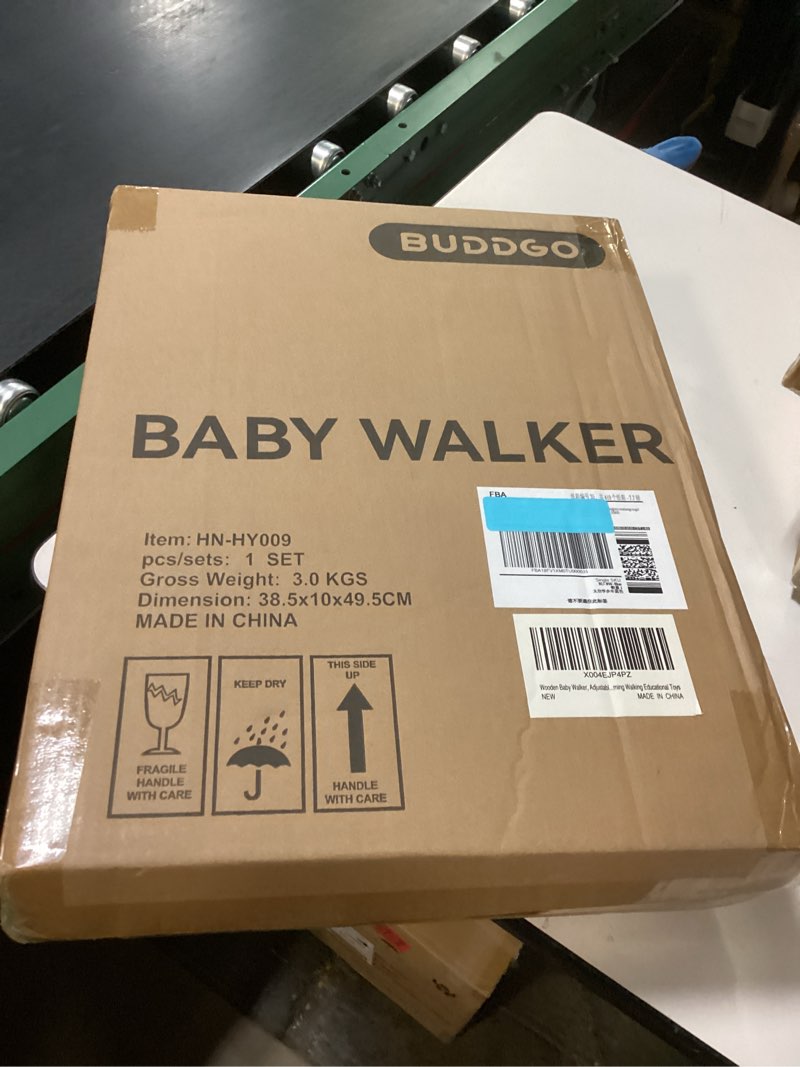 BUDDGO
BABY WALKER
Item: HN-HY009
pcs/sets: 1 SET
Gross Weight: 3.0 KGS
Dimension: 38.5x10x49.5CM
MADE IN CHINA
FBA
X004EJP4PZ
Wooden Baby Walker, Adjustabl...rning Walking Educational Toys
NEW
MADE IN CHINA
FRAGILE
HANDLE
WITH CARE
KEEP DRY
THIS SIDE
UP
HANDLE
WITH CARE